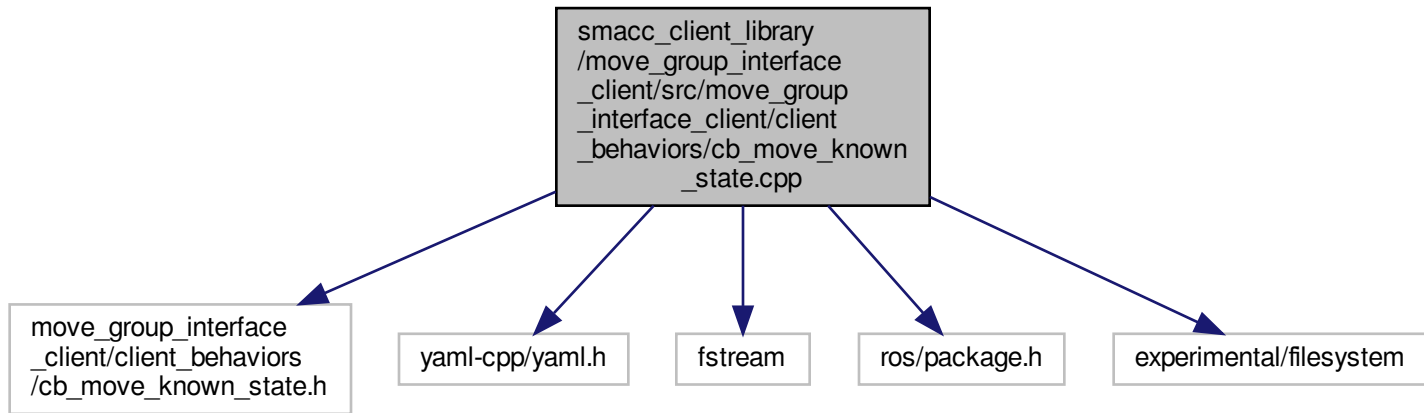 smacc_client_library
/move_group_interface
_client/src/move_group
_interface_client/client
_behaviors/cb_move_known
_state.cpp
move_group_interface
_client/client_behaviors
/cb_move_known_state.h
yaml-cpp/yaml.h
fstream
ros/package.h
experimental/filesystem